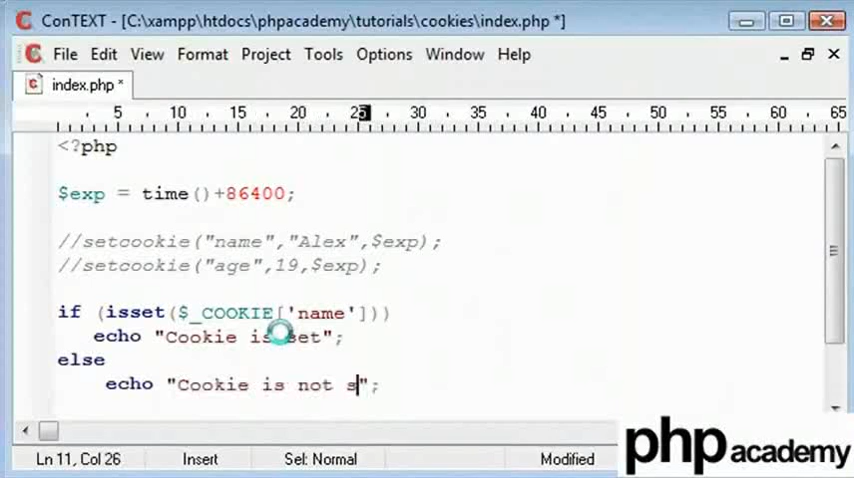 ConTEXT - [C:\xampp\htdocs\phpacademy\tutorials\cookies\index.php *]
File Edit View Format Project Tools Options Window Help
index.php *
5 10 15 20 25 30 35 40 45 50 55 60 65
<?php
$exp = time()+86400;
//setcookie("name","Alex",$exp);
//setcookie("age",19,$exp);
if (isset($_COOKIE['name']))
echo "Cookie is set";
else
echo "Cookie is not s";
Ln 11, Col 26 Insert Sel: Normal Modified
php academy